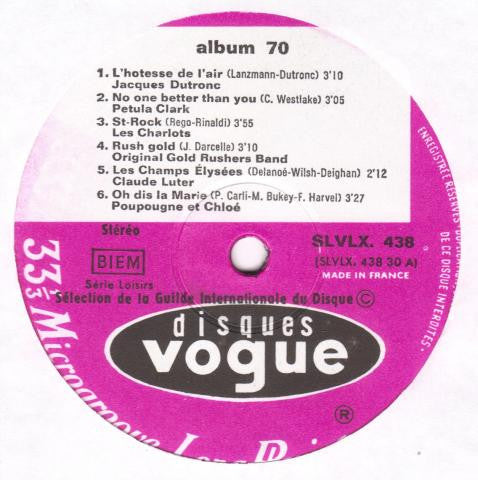 album 70
1. L'hotesse de l'air (Lanzmann-Dutronc) 3'10
Jacques Dutronc
2. No one better than you (C. Westlake) 3'05
Petula Clark
3. St-Rock (Rego-Rinaldi) 3'55
Les Charlots
4. Rush gold (J. Darcelle) 3'10
Original Gold Rushers Band
5. Les Champs Élysées (Delanoé-Wilsh-Deighan) 2'12
Claude Luter
6. Oh dis la Marie (P. Carli-M. Bukey-F. Harvel) 3'27
Poupougne et Chloé
Stéréo
BIEM
Série Loisirs
SLVLX. 438
(SLVLX. 438 30 A)
MADE IN FRANCE
Sélection de la Guilde Internationale du Disque ©
disques
vogue
®
33 1/3 Microgroove Long
ENREGISTRÉE RÉSERVÉS
DE CE DISQUE INTERDITES.